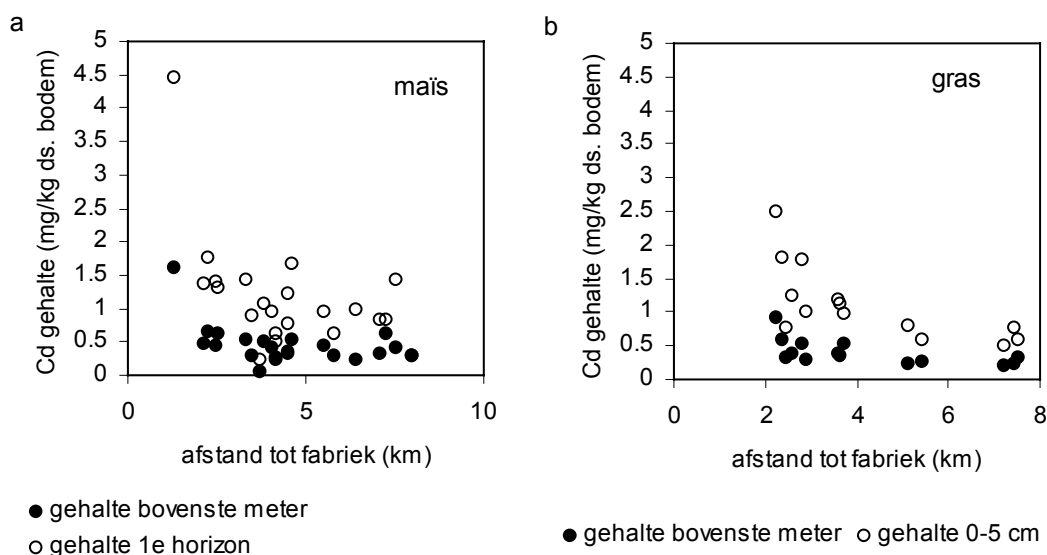 a
5
4.5
4
3.5
3
2.5
2
1.5
1
0.5
0
Cd gehalte (mg/kg ds. bodem)
maïs
0 5 10
afstand tot fabriek (km)
gehalte bovenste meter
gehalte 1e horizon
b
5
4.5
4
3.5
3
2.5
2
1.5
1
0.5
0
Cd gehalte (mg/kg ds. bodem)
gras
0 2 4 6 8
afstand tot fabriek (km)
gehalte bovenste meter gehalte 0-5 cm